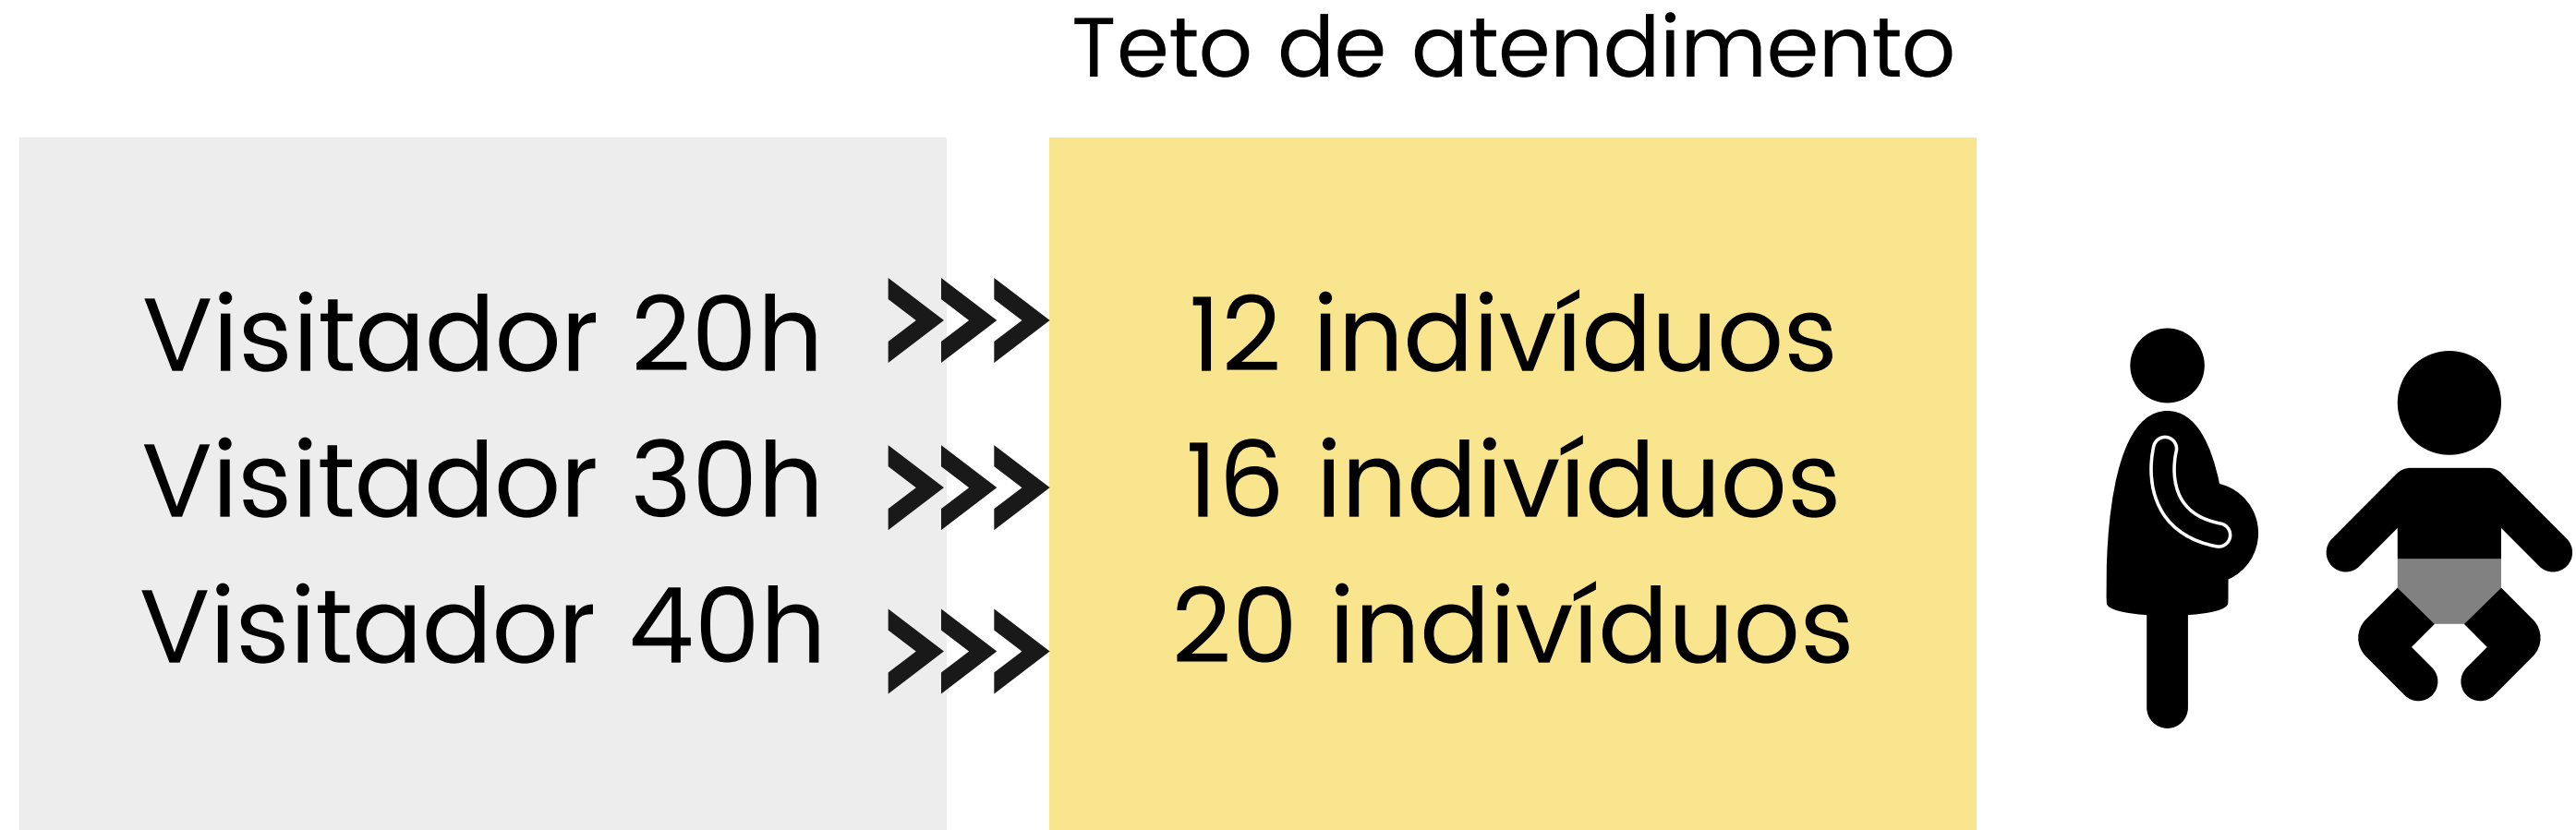 Teto de atendimento
Visitador 20h
12 indivíduos
Visitador 30h
16 indivíduos
Visitador 40h
20 indivíduos